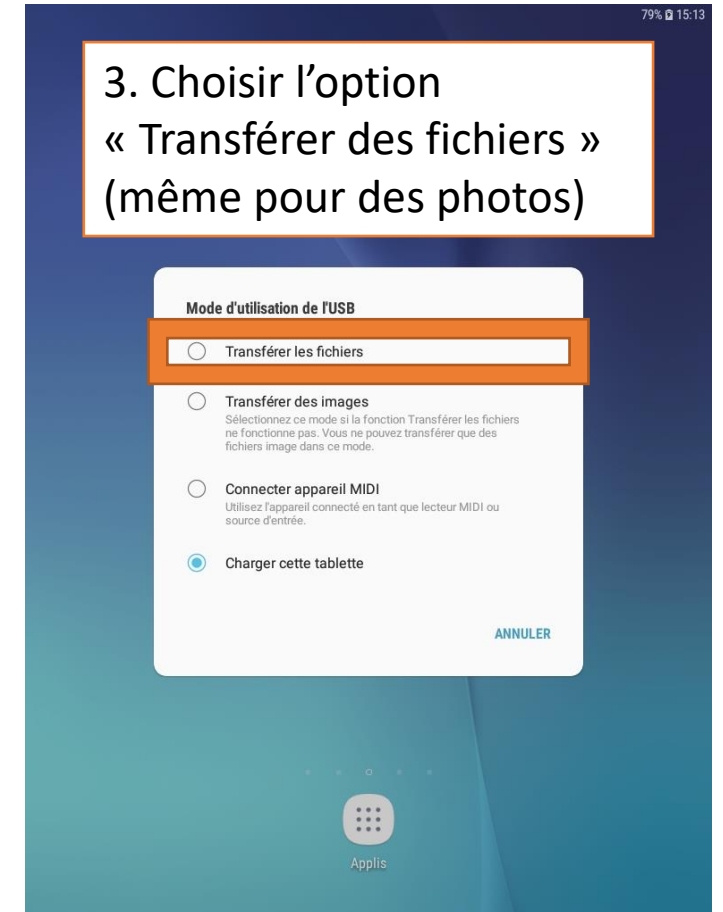 79% 15:13
3. Choisir l’option
« Transférer des fichiers »
(même pour des photos)
Mode d'utilisation de l'USB
Transférer les fichiers
Transférer des images
Sélectionnez ce mode si la fonction Transférer les fichiers
ne fonctionne pas. Vous ne pouvez transférer que des
fichiers image dans ce mode.
Connecter appareil MIDI
Utilisez l'appareil connecté en tant que lecteur MIDI ou
source d'entrée.
Charger cette tablette
ANNULER
Applis